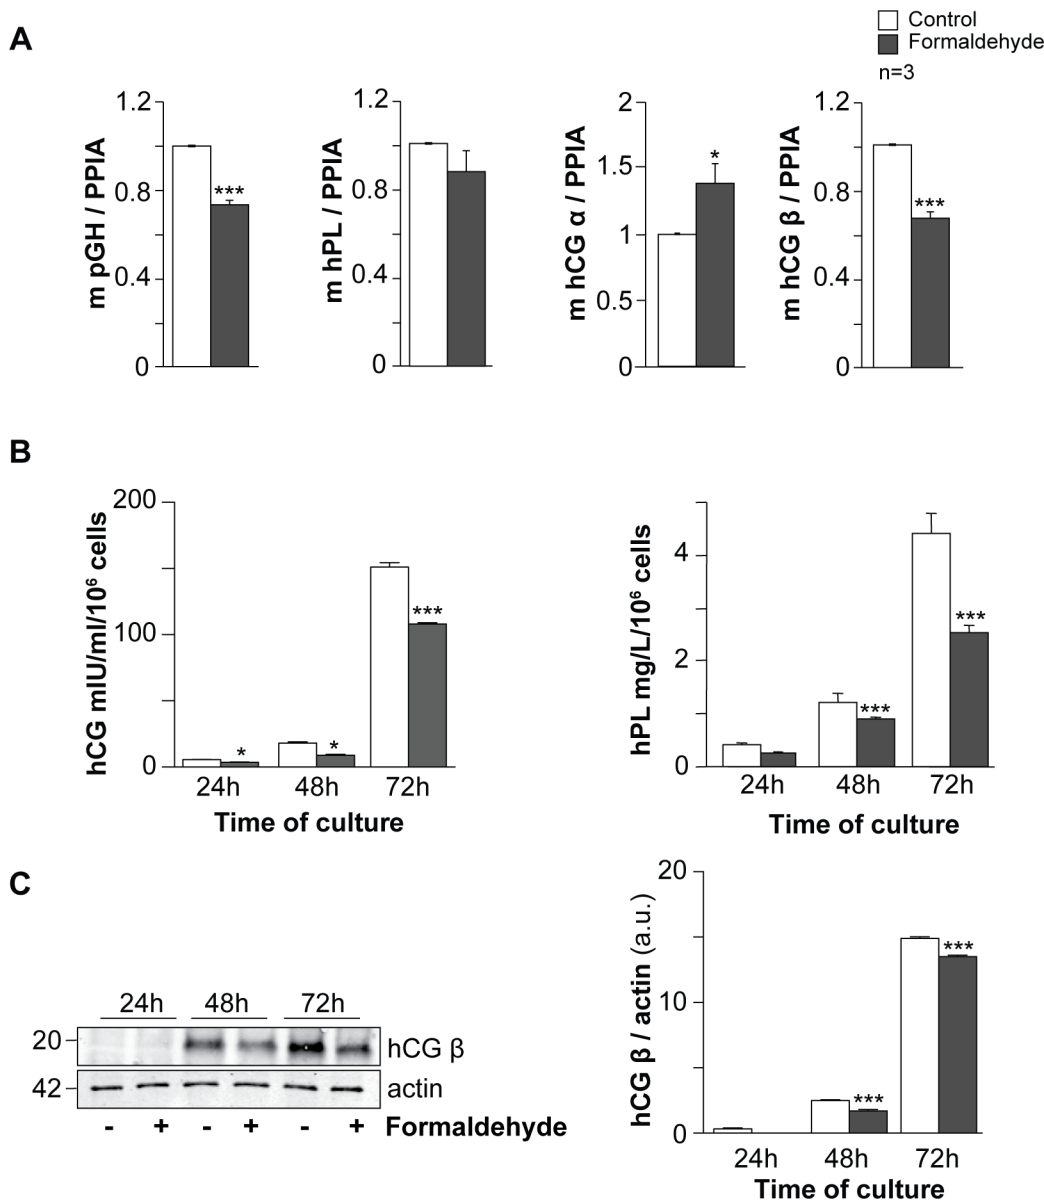 A
Control
Formaldehyde
n=3
m pGH / PPIA
1.2
0.8
0.4
0
***
m hPL / PPIA
1.2
0.8
0.4
0
m hCG α / PPIA
2
1.5
1
0.5
0
*
m hCG β / PPIA
1.2
0.8
0.4
0
***
B
hCG mIU/ml/10⁶ cells
200
100
0
* * ***
24h 48h 72h
Time of culture
hPL mg/L/10⁶ cells
4
2
0
*** ***
24h 48h 72h
Time of culture
C
24h 48h 72h
20 hCG β
42 actin
- + - + - + Formaldehyde
hCG β / actin (a.u.)
20
10
0
*** ***
24h 48h 72h
Time of culture